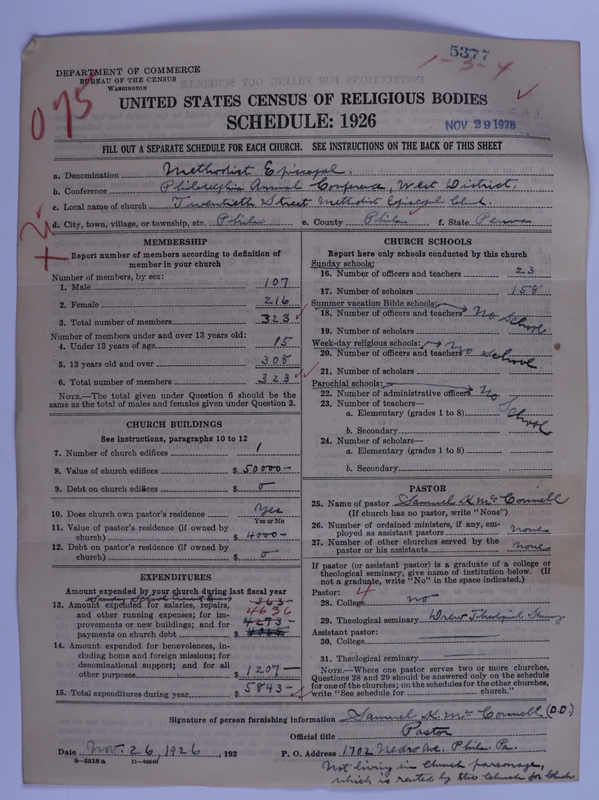 5377
1-3-4
DEPARTMENT OF COMMERCE
BUREAU OF THE CENSUS
WASHINGTON
075
UNITED STATES CENSUS OF RELIGIOUS BODIES
SCHEDULE: 1926
NOV 29 1926
FILL OUT A SEPARATE SCHEDULE FOR EACH CHURCH. SEE INSTRUCTIONS ON THE BACK OF THIS SHEET
a. Denomination Methodist Episcopal.
b. Conference Philadelphia Annual Conference, West District,
c. Local name of church Twentieth Street Methodist Episcopal Chch.
d. City, town, village, or township, etc. Phila e. County Phila f. State Penna
MEMBERSHIP
Report number of members according to definition of
member in your church
Number of members, by sex:
1. Male 107
2. Female 216
3. Total number of members 323
Number of members under and over 13 years old:
4. Under 13 years of age 15
5. 13 years old and over 308
6. Total number of members 323
NOTE.—The total given under Question 6 should be the
same as the total of males and females given under Question 3.
CHURCH BUILDINGS
See instructions, paragraphs 10 to 12
7. Number of church edifices 1
8. Value of church edifices $ 50000-
9. Debt on church edifices $ 0
10. Does church own pastor's residence Yes
Yes or No
11. Value of pastor's residence (if owned by
church) $ 4000-
12. Debt on pastor's residence (if owned by
church) $ 0
EXPENDITURES
Amount expended by your church during last fiscal year
Sunday School 363-
13. Amount expended for salaries, repairs, 4636
and other running expenses; for im- 4273-
provements or new buildings; and for
payments on church debt $
14. Amount expended for benevolences, in-
cluding home and foreign missions; for
denominational support; and for all
other purposes $ 1207-
15. Total expenditures during year $ 5843-
CHURCH SCHOOLS
Report here only schools conducted by this church
Sunday schools:
16. Number of officers and teachers 23
17. Number of scholars 158
Summer vacation Bible schools:
18. Number of officers and teachers No School
19. Number of scholars
Week-day religious schools:
20. Number of officers and teachers No School
21. Number of scholars
Parochial schools:
22. Number of administrative officers No School
23. Number of teachers—
a. Elementary (grades 1 to 8)
b. Secondary
24. Number of scholars—
a. Elementary (grades 1 to 8)
b. Secondary
PASTOR
25. Name of pastor Samuel K McConnell
(If church has no pastor, write "None")
26. Number of ordained ministers, if any, em-
ployed as assistant pastors None
27. Number of other churches served by the
pastor or his assistants None
If pastor (or assistant pastor) is a graduate of a college or
theological seminary, give name of institution below. (If
not a graduate, write "No" in the space indicated.)
Pastor: 4
28. College no
29. Theological seminary Drew Theological Seminary
Assistant pastor:
30. College
31. Theological seminary
NOTE.—Where one pastor serves two or more churches,
Questions 28 and 29 should be answered only on the schedule
for one of the churches; on the schedules for the other churches,
write "See schedule for church."
Signature of person furnishing information Samuel K. McConnell (D.D.)
Official title Pastor
Date Nov. 26, 1926, 192 P. O. Address 1702 Nedro Ave. Phila Pa.
8—5318a 11—9064
Not living in Church parsonage,
which is rented by the Church for